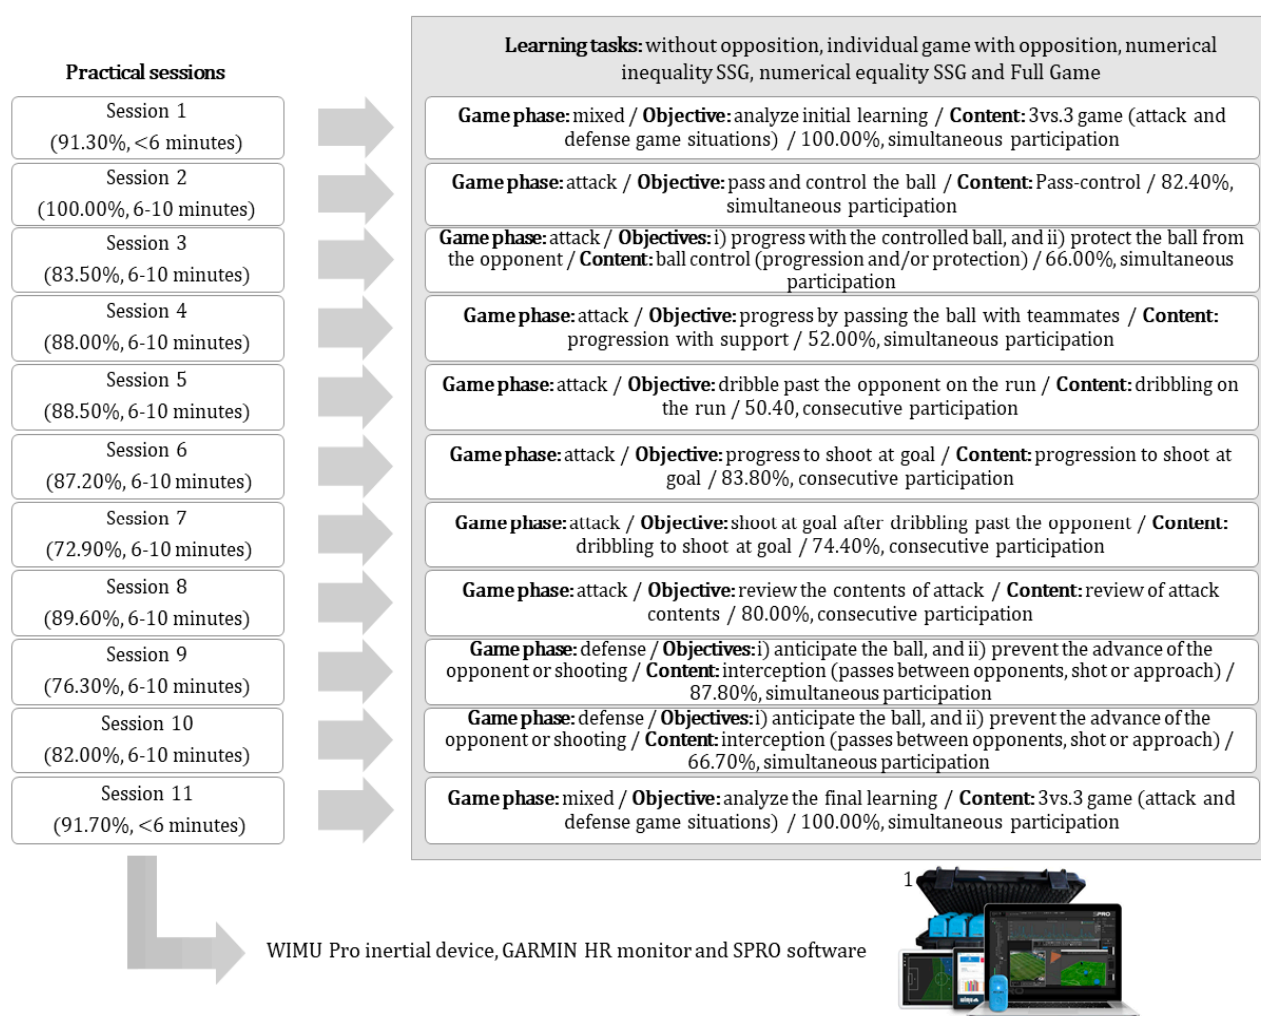 Learning tasks: without opposition, individual game with opposition, numerical
inequality SSG, numerical equality SSG and Full Game
Practical sessions
Session 1
(91.30%, <6 minutes)
Game phase: mixed / Objective: analyze initial learning / Content: 3vs.3 game (attack and
defense game situations) / 100.00%, simultaneous participation
Session 2
(100.00%, 6-10 minutes)
Game phase: attack / Objective: pass and control the ball / Content: Pass-control / 82.40%,
simultaneous participation
Session 3
(83.50%, 6-10 minutes)
Game phase: attack / Objectives: i) progress with the controlled ball, and ii) protect the ball from
the opponent / Content: ball control (progression and/or protection) / 66.00%, simultaneous
participation
Session 4
(88.00%, 6-10 minutes)
Game phase: attack / Objective: progress by passing the ball with teammates / Content:
progression with support / 52.00%, simultaneous participation
Session 5
(88.50%, 6-10 minutes)
Game phase: attack / Objective: dribble past the opponent on the run / Content: dribbling on
the run / 50.40, consecutive participation
Session 6
(87.20%, 6-10 minutes)
Game phase: attack / Objective: progress to shoot at goal / Content: progression to shoot at
goal / 83.80%, consecutive participation
Session 7
(72.90%, 6-10 minutes)
Game phase: attack / Objective: shoot at goal after dribbling past the opponent / Content:
dribbling to shoot at goal / 74.40%, consecutive participation
Session 8
(89.60%, 6-10 minutes)
Game phase: attack / Objective: review the contents of attack / Content: review of attack
contents / 80.00%, consecutive participation
Session 9
(76.30%, 6-10 minutes)
Game phase: defense / Objectives: i) anticipate the ball, and ii) prevent the advance of the
opponent or shooting / Content: interception (passes between opponents, shot or approach) /
87.80%, simultaneous participation
Session 10
(82.00%, 6-10 minutes)
Game phase: defense / Objectives: i) anticipate the ball, and ii) prevent the advance of the
opponent or shooting / Content: interception (passes between opponents, shot or approach) /
66.70%, simultaneous participation
Session 11
(91.70%, <6 minutes)
Game phase: mixed / Objective: analyze the final learning / Content: 3vs.3 game (attack and
defense game situations) / 100.00%, simultaneous participation
1
SPRO
WIMU Pro inertial device, GARMIN HR monitor and SPRO software